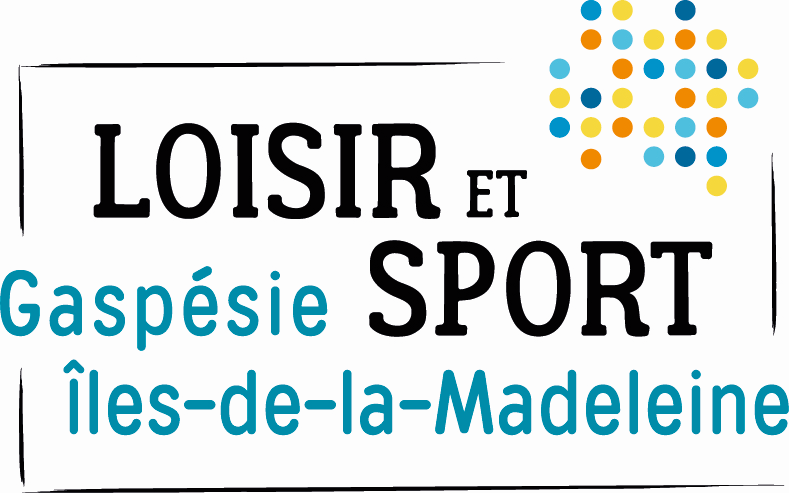 LOISIR ET
Gaspésie SPORT
Îles-de-la-Madeleine